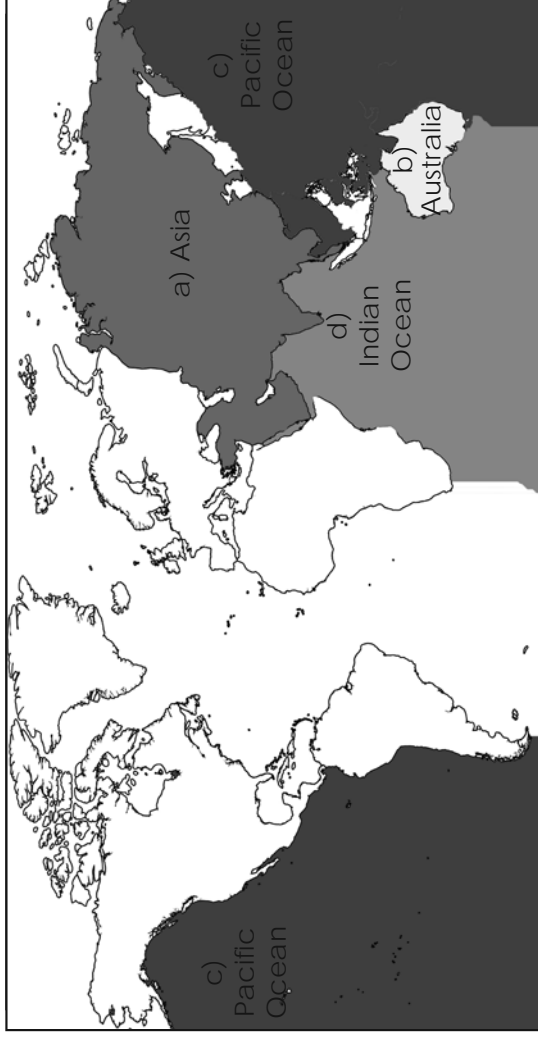 c)
Pacific
Ocean
a) Asia
c)
Pacific
Ocean
b)
Australia
d)
Indian
Ocean